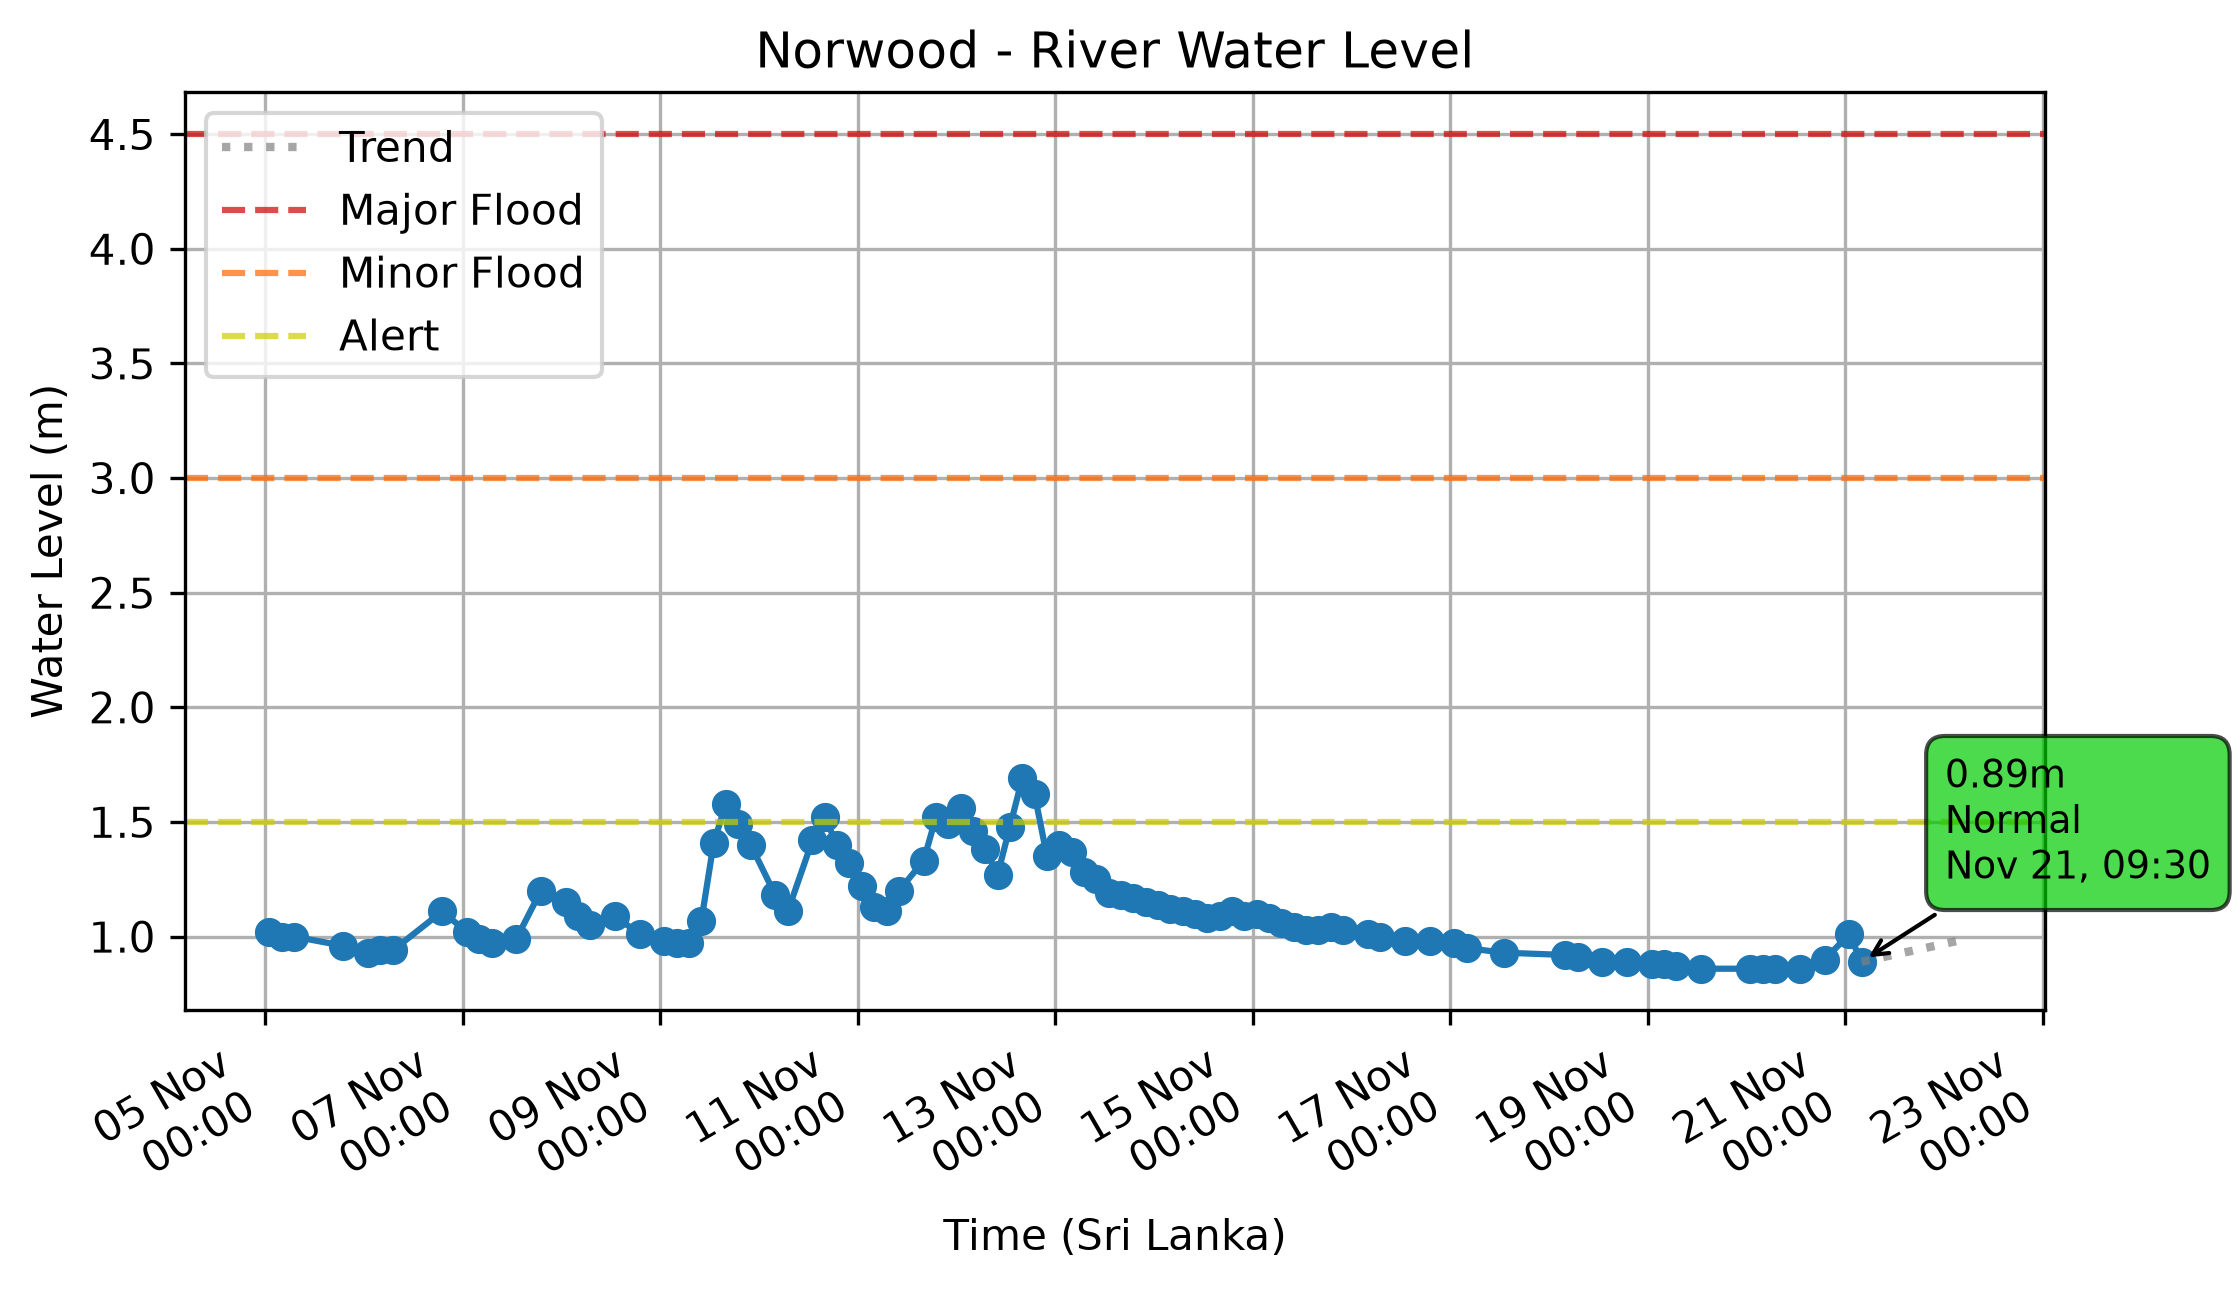 Norwood - River Water Level
Trend
Major Flood
Minor Flood
Alert
Water Level (m)
4.5
4.0
3.5
3.0
2.5
2.0
1.5
1.0
0.89m
Normal
Nov 21, 09:30
05 Nov
00:00
07 Nov
00:00
09 Nov
00:00
11 Nov
00:00
13 Nov
00:00
15 Nov
00:00
17 Nov
00:00
19 Nov
00:00
21 Nov
00:00
23 Nov
00:00
Time (Sri Lanka)